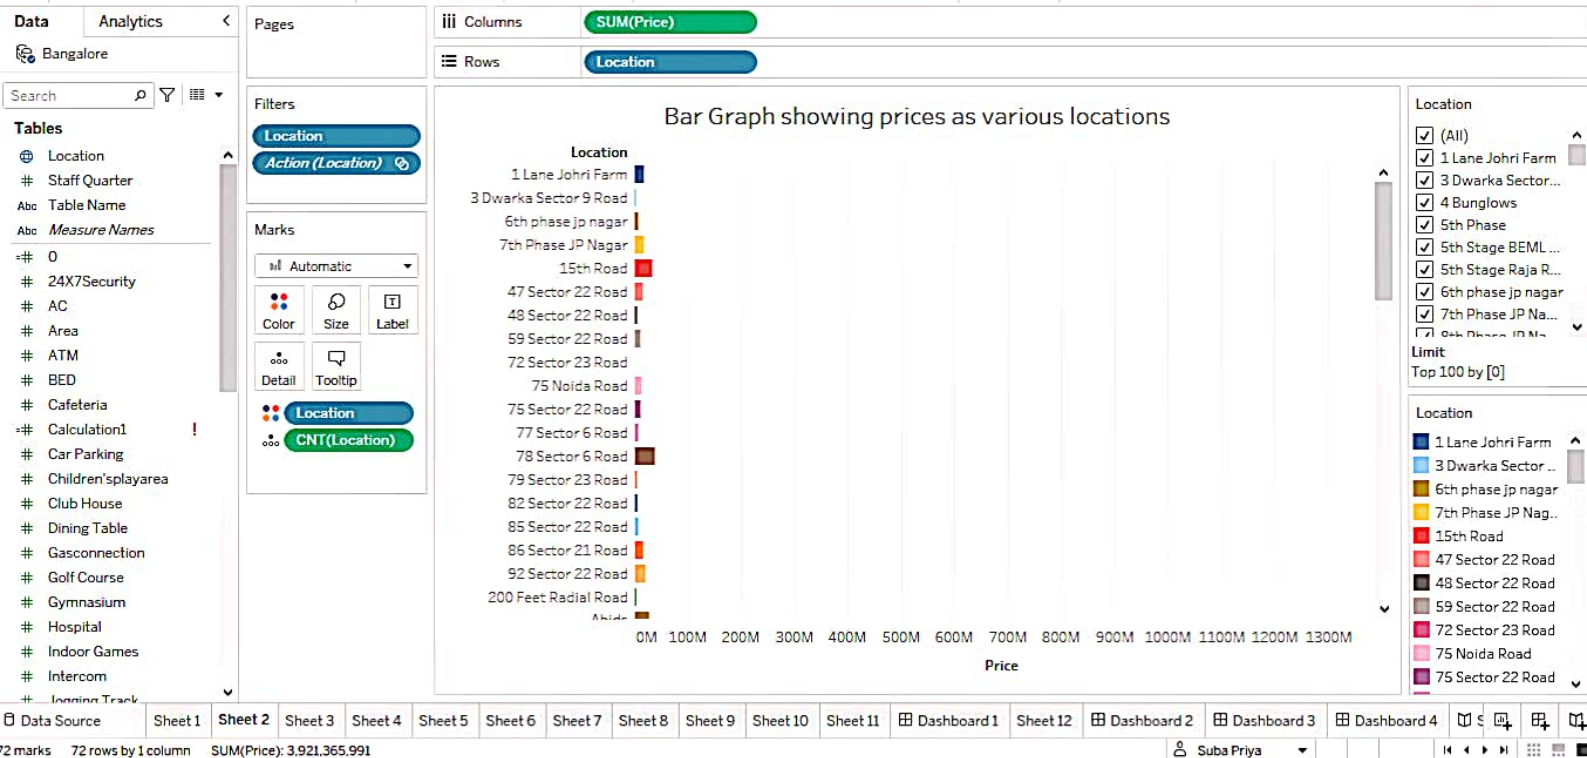 Data
Analytics
Bangalore
Search
Tables
Location
Staff Quarter
Abc Table Name
Abc Measure Names
0
24X7Security
AC
Area
ATM
BED
Cafeteria
Calculation1 !
Car Parking
Children'splayarea
Club House
Dining Table
Gasconnection
Golf Course
Gymnasium
Hospital
Indoor Games
Intercom
Jogging Track
Pages
Filters
Location
Action (Location)
Marks
Automatic
Color Size Label
Detail Tooltip
Location
CNT(Location)
Columns SUM(Price)
Rows Location
Bar Graph showing prices as various locations
Location
1 Lane Johri Farm
3 Dwarka Sector 9 Road
6th phase jp nagar
7th Phase JP Nagar
15th Road
47 Sector 22 Road
48 Sector 22 Road
59 Sector 22 Road
72 Sector 23 Road
75 Noida Road
75 Sector 22 Road
77 Sector 6 Road
78 Sector 6 Road
79 Sector 23 Road
82 Sector 22 Road
85 Sector 22 Road
86 Sector 21 Road
92 Sector 22 Road
200 Feet Radial Road
Abids
0M 100M 200M 300M 400M 500M 600M 700M 800M 900M 1000M 1100M 1200M 1300M
Price
Location
(All)
1 Lane Johri Farm
3 Dwarka Sector...
4 Bunglows
5th Phase
5th Stage BEML ...
5th Stage Raja R...
6th phase jp nagar
7th Phase JP Na...
8th Phase JP Na...
Limit
Top 100 by [0]
Location
1 Lane Johri Farm
3 Dwarka Sector ..
6th phase jp nagar
7th Phase JP Nag..
15th Road
47 Sector 22 Road
48 Sector 22 Road
59 Sector 22 Road
72 Sector 23 Road
75 Noida Road
75 Sector 22 Road
Data Source Sheet 1 Sheet 2 Sheet 3 Sheet 4 Sheet 5 Sheet 6 Sheet 7 Sheet 8 Sheet 9 Sheet 10 Sheet 11 Dashboard 1 Sheet 12 Dashboard 2 Dashboard 3 Dashboard 4 S
72 marks 72 rows by 1 column SUM(Price): 3,921,365,991 Suba Priya